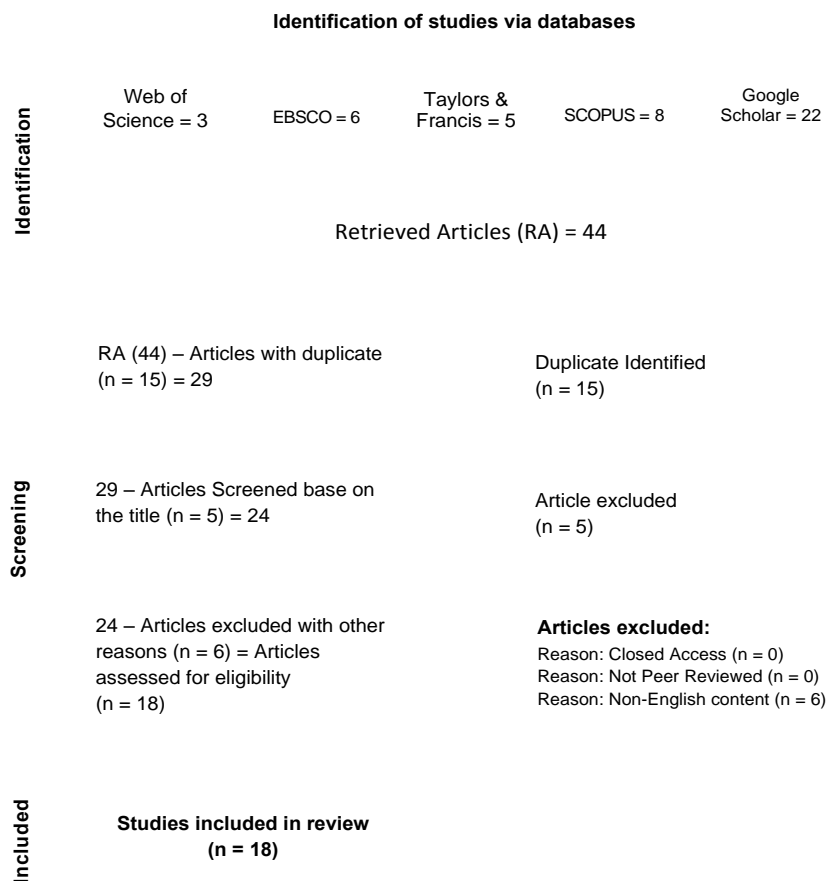 Identification of studies via databases
Identification
Web of
Science = 3
EBSCO = 6
Taylors &
Francis = 5
SCOPUS = 8
Google
Scholar = 22
Retrieved Articles (RA) = 44
Screening
RA (44) – Articles with duplicate
(n = 15) = 29
Duplicate Identified
(n = 15)
29 – Articles Screened base on
the title (n = 5) = 24
Article excluded
(n = 5)
24 – Articles excluded with other
reasons (n = 6) = Articles
assessed for eligibility
(n = 18)
Articles excluded:
Reason: Closed Access (n = 0)
Reason: Not Peer Reviewed (n = 0)
Reason: Non-English content (n = 6)
Included
Studies included in review
(n = 18)